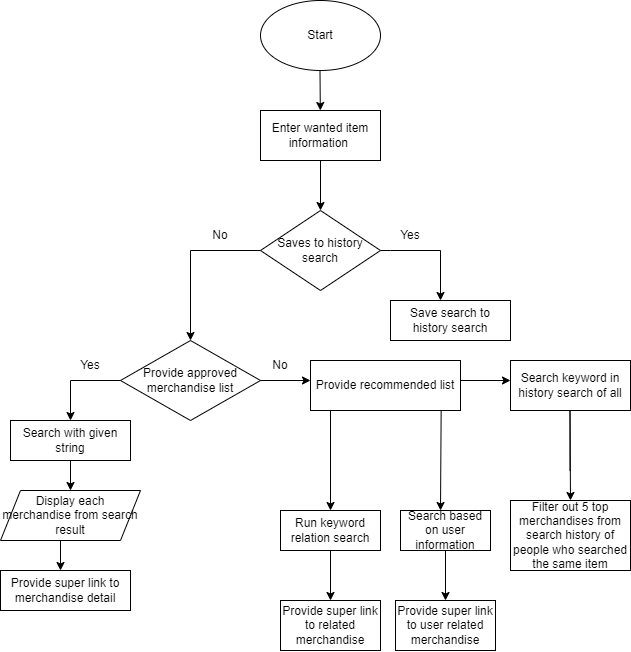 Start
Enter wanted item
information
No
Yes
Saves to history
search
Save search to
history search
Yes
Provide approved
merchandise list
No
Provide recommended list
Search keyword in
history search of all
Search with given
string
Display each
merchandise from search
result
Run keyword
relation search
Search based
on user
information
Filter out 5 top
merchandises from
search history of
people who searched
the same item
Provide super link to
merchandise detail
Provide super link
to related
merchandise
Provide super link
to user related
merchandise